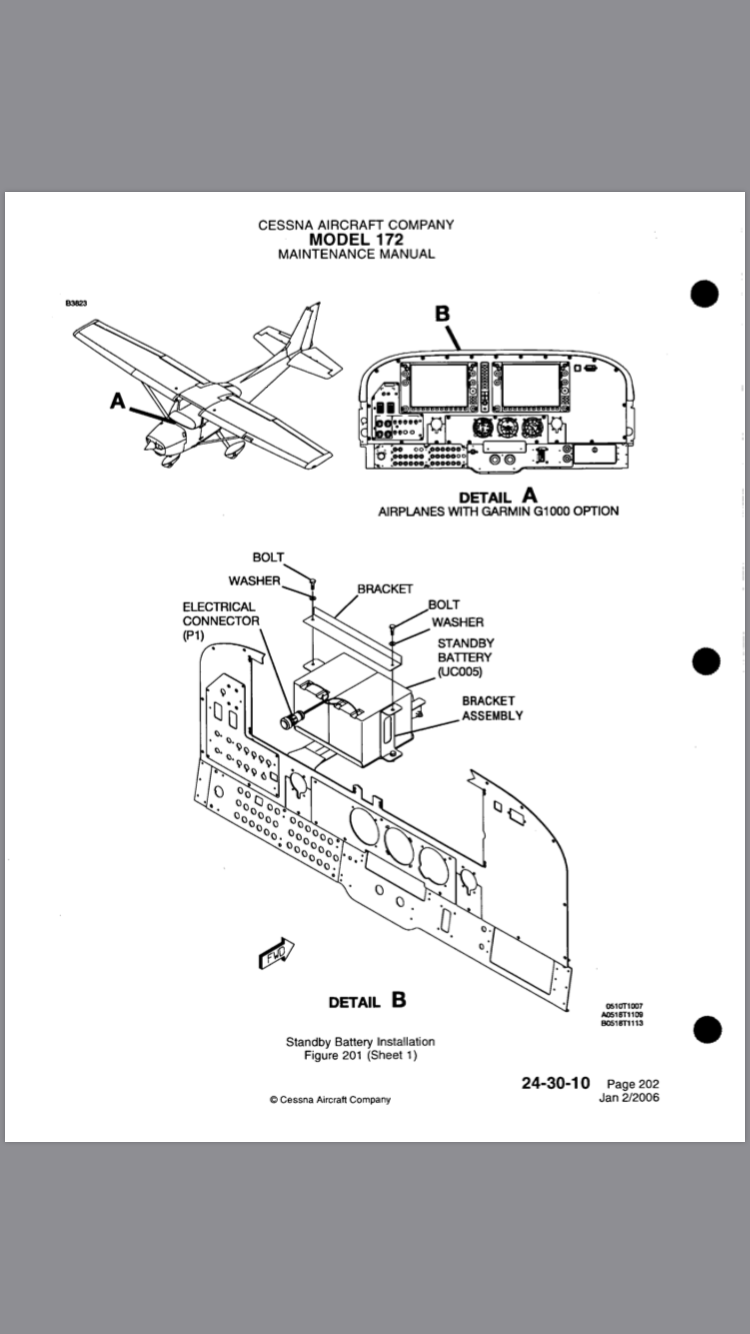 CESSNA AIRCRAFT COMPANY
MODEL 172
MAINTENANCE MANUAL
B3823
A
B
DETAIL A
AIRPLANES WITH GARMIN G1000 OPTION
BOLT
WASHER
BRACKET
ELECTRICAL
CONNECTOR
(P1)
BOLT
WASHER
STANDBY
BATTERY
(UC005)
BRACKET
ASSEMBLY
FWD
DETAIL B
0510T1007
A0518T1109
B0518T1113
Standby Battery Installation
Figure 201 (Sheet 1)
24-30-10 Page 202
Jan 2/2006
© Cessna Aircraft Company